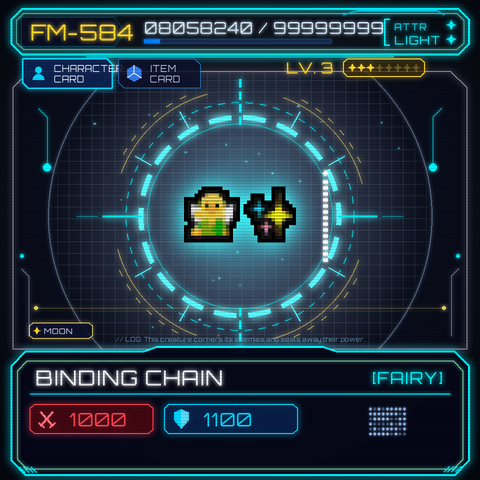 FM-584
08058240 / 99999999
ATTR
LIGHT
CHARACTER
CARD
ITEM
CARD
LV. 3
MOON
// LOG. This creature corners its enemies and seals away their power
BINDING CHAIN
[FAIRY]
1000
1100